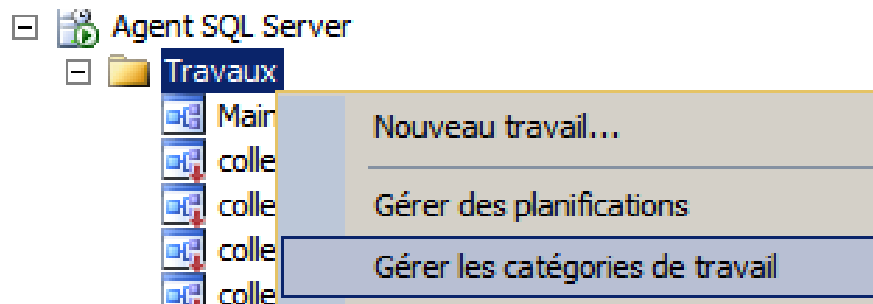 Agent SQL Server
Travaux
Nouveau travail...
Gérer des planifications
Gérer les catégories de travail